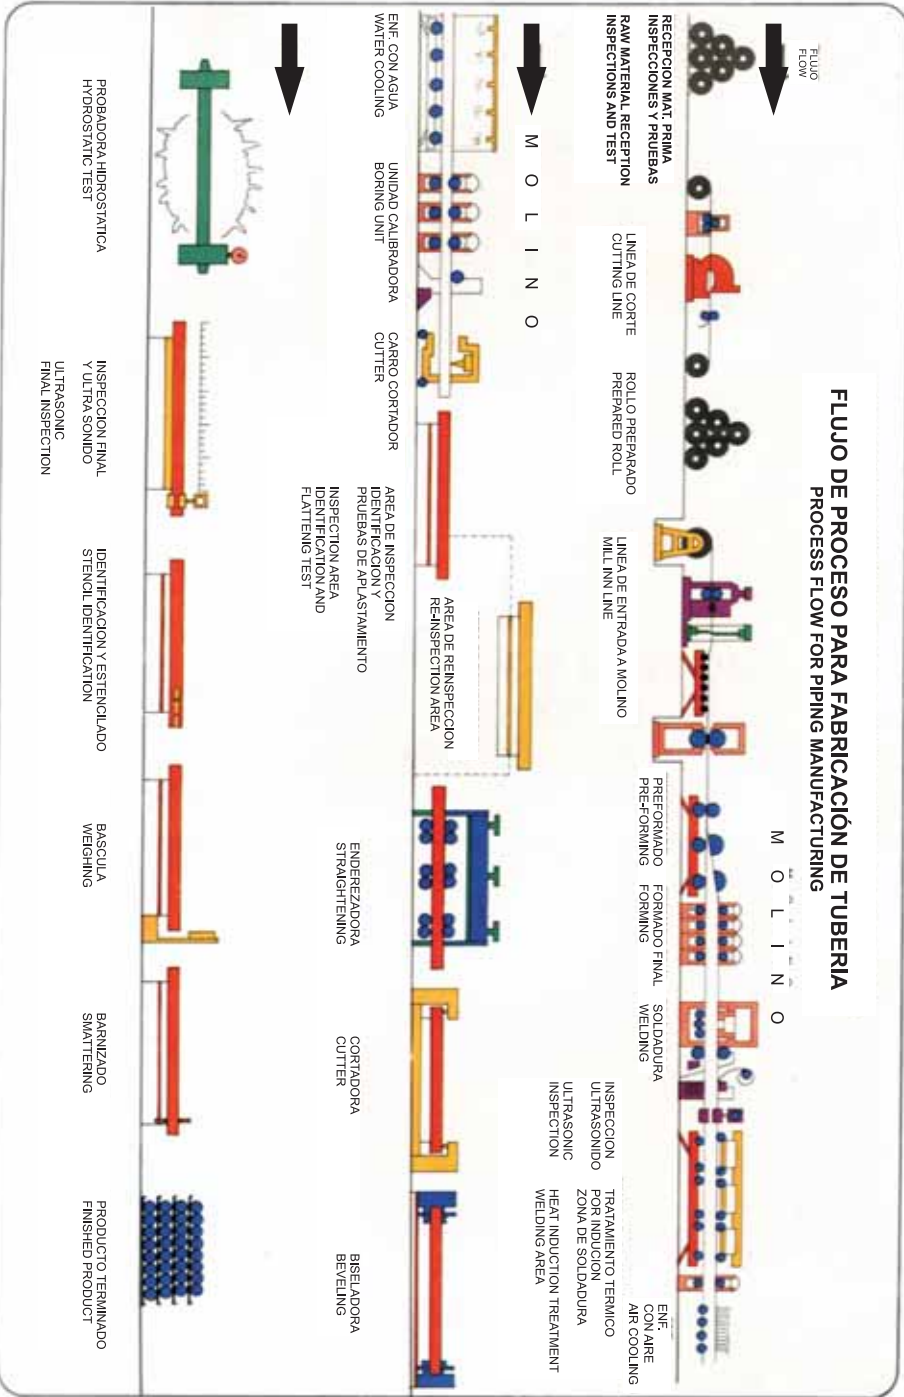 FLUJO DE PROCESO PARA FABRICACIÓN DE TUBERIA
PROCESS FLOW FOR PIPING MANUFACTURING
FLUJO
FLOW
M O L I N O
RECEPCION MAT. PRIMA
INSPECCIONES Y PRUEBAS
RAW MATERIAL RECEPTION
INSPECTIONS AND TEST
LINEA DE CORTE
CUTTING LINE
ROLLO PREPARADO
PREPARED ROLL
LINEA DE ENTRADA A MOLINO
MILL INN LINE
PREFORMADO
PRE-FORMING
FORMADO FINAL
FORMING
SOLDADURA
WELDING
INSPECCION
ULTRASONIDO
ULTRASONIC
INSPECTION
TRATAMIENTO TERMICO
POR INDUCION
ZONA DE SOLDADURA
HEAT INDUCTION TREATMENT
WELDING AREA
ENF.
CON AIRE
AIR COOLING
M O L I N O
ENF. CON AGUA
WATER COOLING
UNIDAD CALIBRADORA
BORING UNIT
CARRO CORTADOR
CUTTER
AREA DE INSPECCION
IDENTIFICACION Y
PRUEBAS DE APLASTAMIENTO
INSPECTION AREA
IDENTIFICATION AND
FLATTENIG TEST
AREA DE REINSPECCION
RE-INSPECTION AREA
ENDEREZADORA
STRAIGHTENING
CORTADORA
CUTTER
BISELADORA
BEVELING
PROBADORA HIDROSTATICA
HYDROSTATIC TEST
INSPECCION FINAL
Y ULTRA SONIDO
ULTRASONIC
FINAL INSPECTION
IDENTIFICACION Y ESTENCILADO
STENCIL IDENTIFICATION
BASCULA
WEIGHING
BARNIZADO
SMATTERING
PRODUCTO TERMINADO
FINISHED PRODUCT